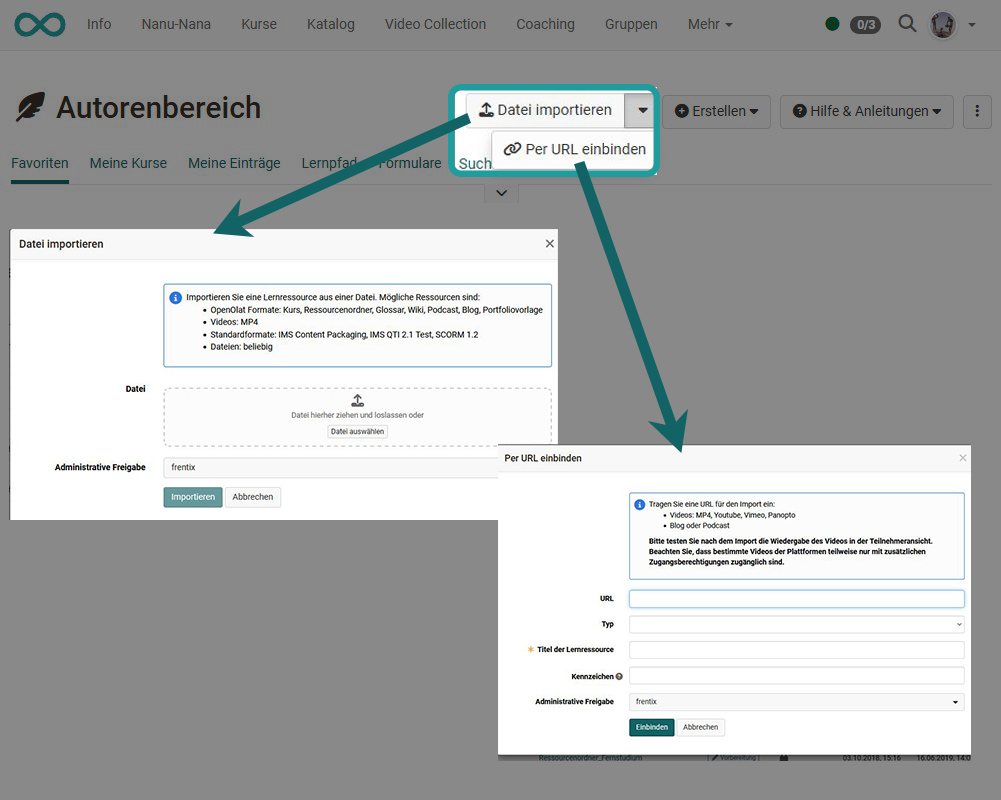 Info Nanu-Nana Kurse Katalog Video Collection Coaching Gruppen Mehr 0/3
Autorenbereich
Datei importieren
Erstellen
Hilfe & Anleitungen
Per URL einbinden
Favoriten Meine Kurse Meine Einträge Lernpfad Formulare Such
Datei importieren
Importieren Sie eine Lernressource aus einer Datei. Mögliche Ressourcen sind:
• OpenOlat Formate: Kurs, Ressourcenordner, Glossar, Wiki, Podcast, Blog, Portfoliovorlage
• Videos: MP4
• Standardformate: IMS Content Packaging, IMS QTI 2.1 Test, SCORM 1.2
• Dateien: beliebig
Datei
Datei hierher ziehen und loslassen oder
Datei auswählen
Administrative Freigabe frentix
Importieren Abbrechen
Per URL einbinden
Tragen Sie eine URL für den Import ein:
• Videos: MP4, Youtube, Vimeo, Panopto
• Blog oder Podcast
Bitte testen Sie nach dem Import die Wiedergabe des Videos in der Teilnehmeransicht.
Beachten Sie, dass bestimmte Videos der Plattformen teilweise nur mit zusätzlichen
Zugangsberechtigungen zugänglich sind.
URL
Typ
* Titel der Lernressource
Kennzeichen
Administrative Freigabe frentix
Einbinden Abbrechen
Ressourcenordner_Fernstudium Vorbereitung 03.10.2018, 15:16 16.06.2019, 14:0